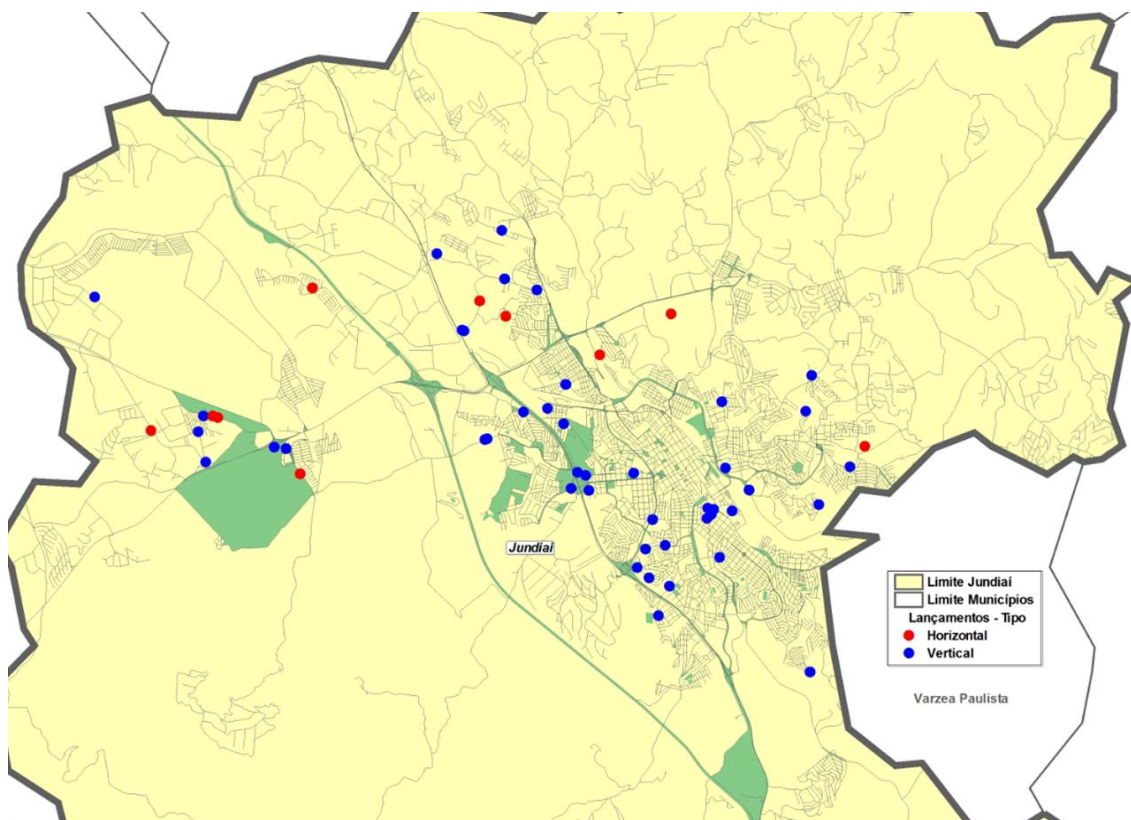 Jundiaí
Limite Jundiaí
Limite Municípios
Lançamentos - Tipo
Horizontal
Vertical
Varzea Paulista